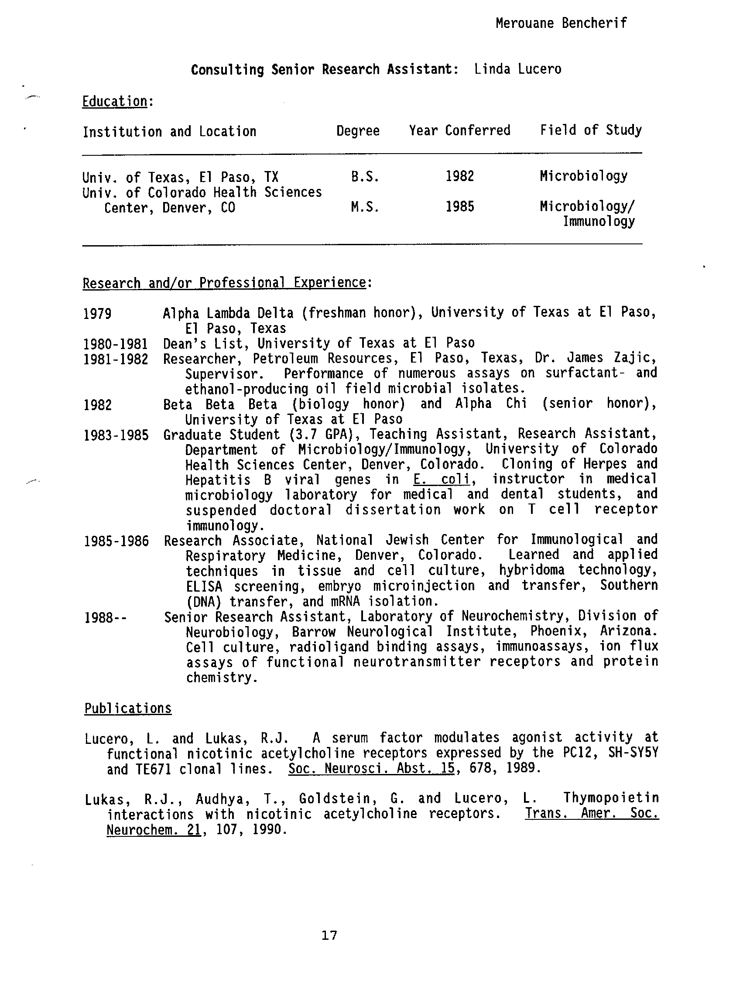 Merouane Bencherif
Consulting Senior Research Assistant: Linda Lucero
Education:
Institution and Location Degree Year Conferred Field of Study
Univ. of Texas, El Paso, TX B.S. 1982 Microbiology
Univ. of Colorado Health Sciences
Center, Denver, CO M.S. 1985 Microbiology/
Immunology
Research and/or Professional Experience:
1979 Alpha Lambda Delta (freshman honor), University of Texas at El Paso,
El Paso, Texas
1980-1981 Dean's List, University of Texas at El Paso
1981-1982 Researcher, Petroleum Resources, El Paso, Texas, Dr. James Zajic,
Supervisor. Performance of numerous assays on surfactant- and
ethanol-producing oil field microbial isolates.
1982 Beta Beta Beta (biology honor) and Alpha Chi (senior honor),
University of Texas at El Paso
1983-1985 Graduate Student (3.7 GPA), Teaching Assistant, Research Assistant,
Department of Microbiology/Immunology, University of Colorado
Health Sciences Center, Denver, Colorado. Cloning of Herpes and
Hepatitis B viral genes in E. coli, instructor in medical
microbiology laboratory for medical and dental students, and
suspended doctoral dissertation work on T cell receptor
immunology.
1985-1986 Research Associate, National Jewish Center for Immunological and
Respiratory Medicine, Denver, Colorado. Learned and applied
techniques in tissue and cell culture, hybridoma technology,
ELISA screening, embryo microinjection and transfer, Southern
(DNA) transfer, and mRNA isolation.
1988-- Senior Research Assistant, Laboratory of Neurochemistry, Division of
Neurobiology, Barrow Neurological Institute, Phoenix, Arizona.
Cell culture, radioligand binding assays, immunoassays, ion flux
assays of functional neurotransmitter receptors and protein
chemistry.
Publications
Lucero, L. and Lukas, R.J. A serum factor modulates agonist activity at
functional nicotinic acetylcholine receptors expressed by the PC12, SH-SY5Y
and TE671 clonal lines. Soc. Neurosci. Abst. 15, 678, 1989.
Lukas, R.J., Audhya, T., Goldstein, G. and Lucero, L. Thymopoietin
interactions with nicotinic acetylcholine receptors. Trans. Amer. Soc.
Neurochem. 21, 107, 1990.
17